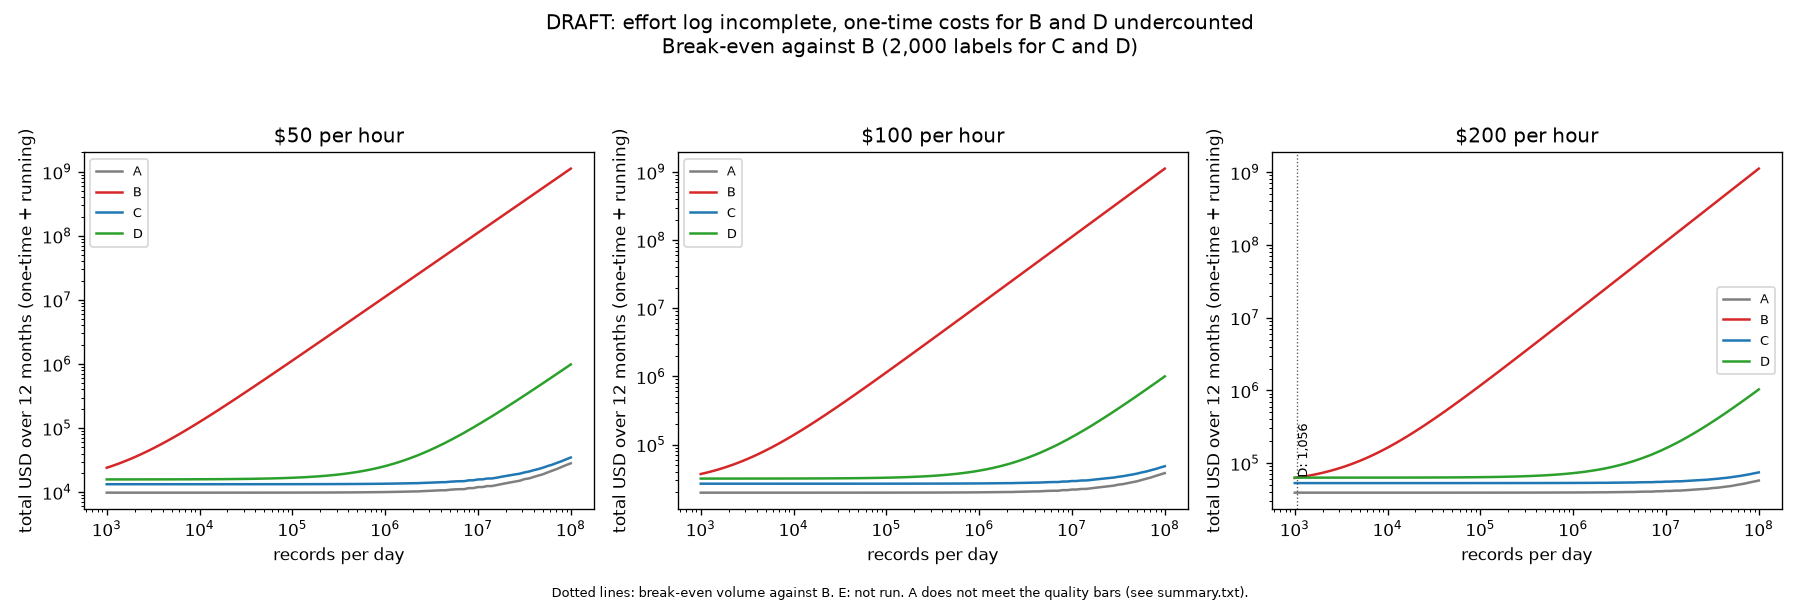 DRAFT: effort log incomplete, one-time costs for B and D undercounted
Break-even against B (2,000 labels for C and D)
$50 per hour
total USD over 12 months (one-time + running)
10⁹
10⁸
10⁷
10⁶
10⁵
10⁴
A
B
C
D
10³ 10⁴ 10⁵ 10⁶ 10⁷ 10⁸
records per day
$100 per hour
total USD over 12 months (one-time + running)
10⁹
10⁸
10⁷
10⁶
10⁵
A
B
C
D
10³ 10⁴ 10⁵ 10⁶ 10⁷ 10⁸
records per day
$200 per hour
total USD over 12 months (one-time + running)
10⁹
10⁸
10⁷
10⁶
10⁵
A
B
C
D
D: 1,056
10³ 10⁴ 10⁵ 10⁶ 10⁷ 10⁸
records per day
Dotted lines: break-even volume against B. E: not run. A does not meet the quality bars (see summary.txt).